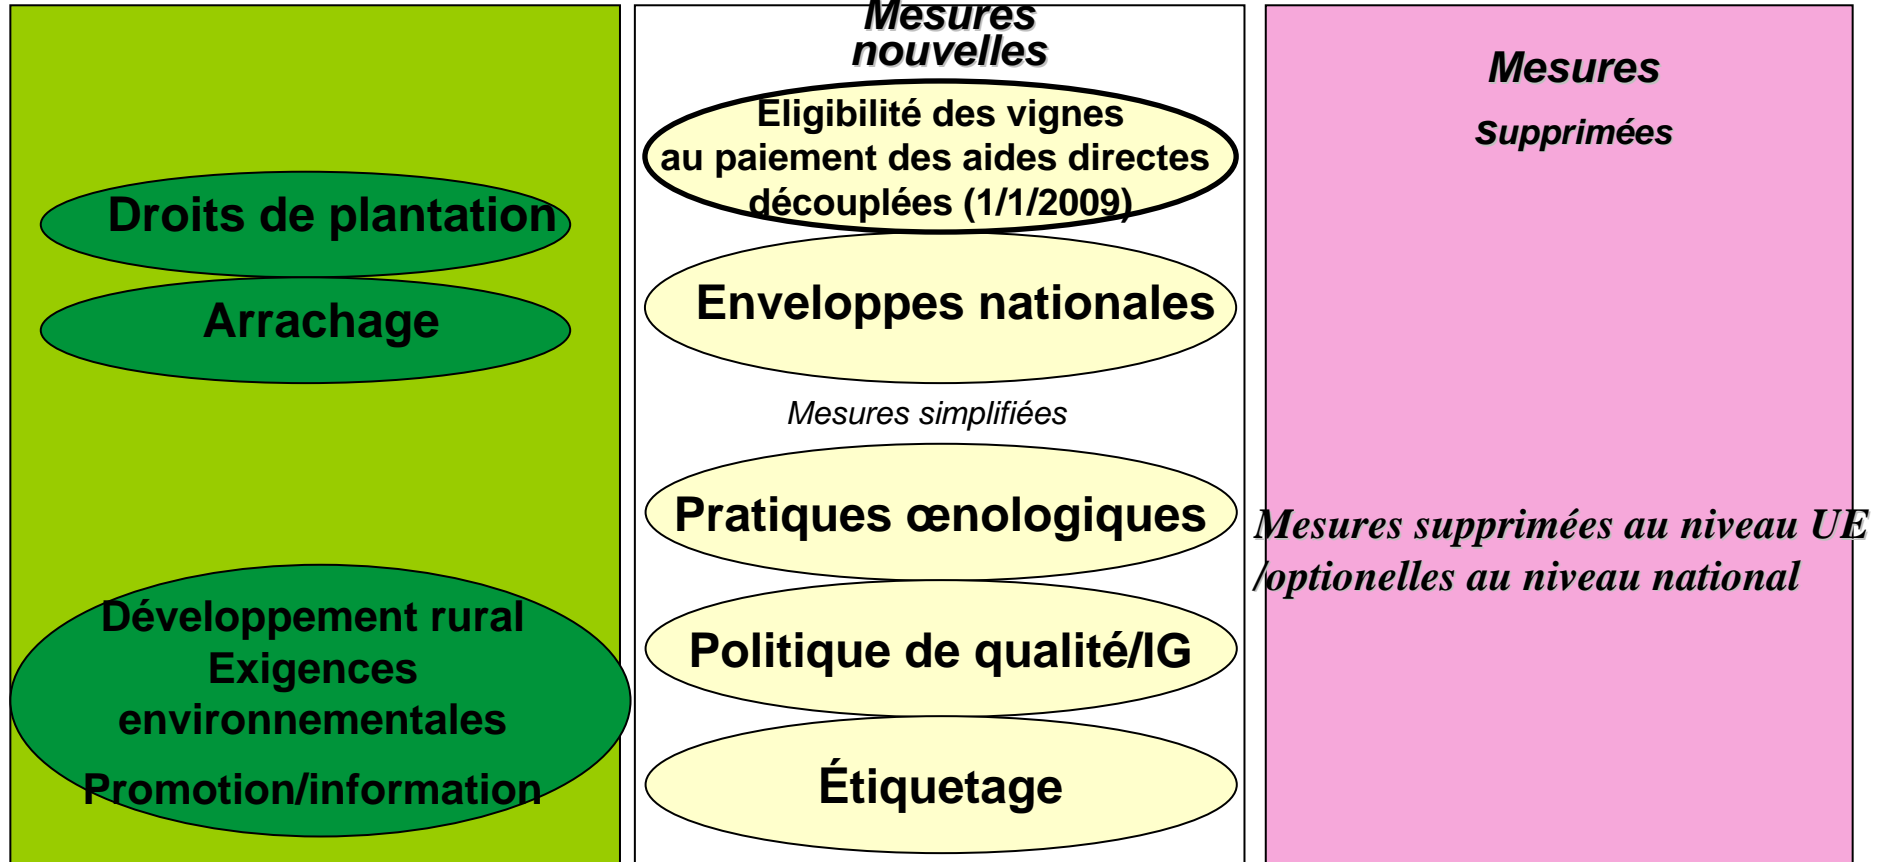 Droits de plantation
Arrachage
Développement rural
Exigences
environnementales
Promotion/information
Mesures
nouvelles
Eligibilité des vignes
au paiement des aides directes
découplées (1/1/2009)
Enveloppes nationales
Mesures simplifiées
Pratiques œnologiques
Politique de qualité/IG
Étiquetage
Mesures
Supprimées
Mesures supprimées au niveau UE
/optionelles au niveau national